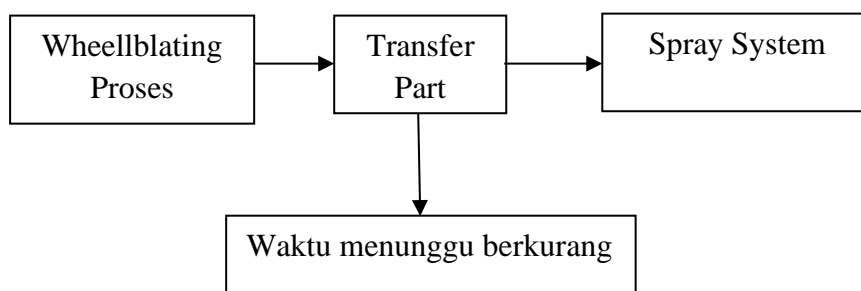 Wheellblating
Proses
Transfer
Part
Spray System
Waktu menunggu berkurang